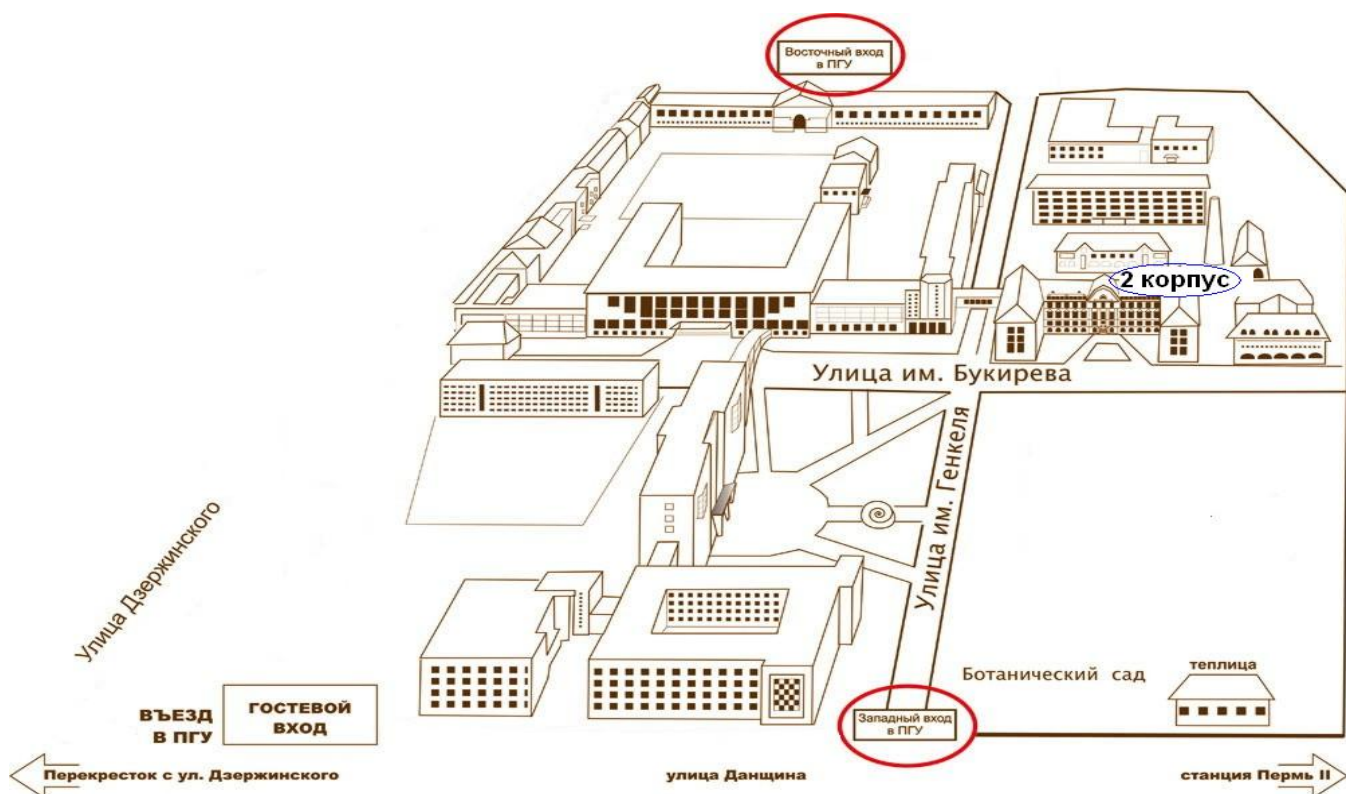 Восточный вход
в ПГУ
2 корпус
Улица им. Букирева
Улица им. Генкеля
Улица Дзержинского
Ботанический сад
теплица
ВЪЕЗД
В ПГУ
ГОСТЕВОЙ
ВХОД
Западный вход
в ПГУ
Перекресток с ул. Дзержинского
улица Данщина
станция Пермь II